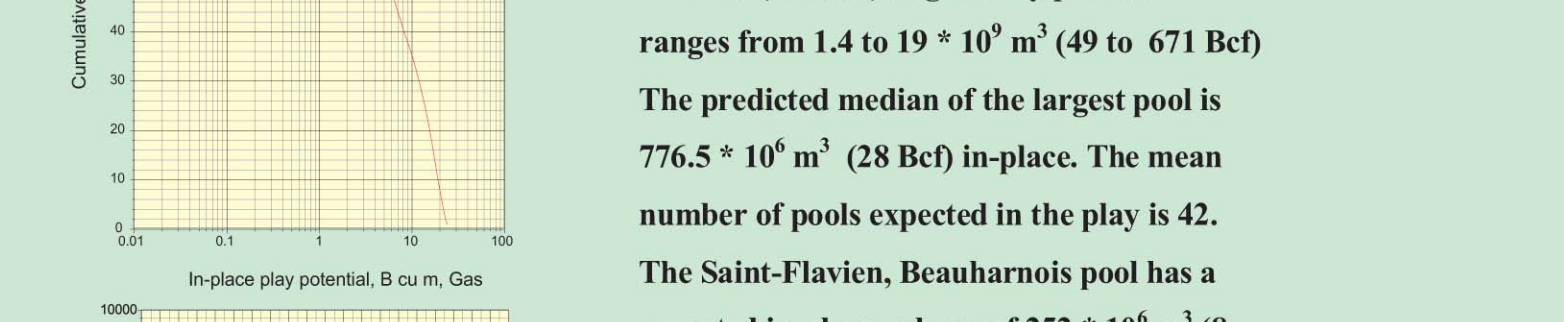 Cumulative
40
30
20
10
0
0.01 0.1 1 10 100
In-place play potential, B cu m, Gas
10000
ranges from 1.4 to 19 * 10⁹ m³ (49 to 671 Bcf)
The predicted median of the largest pool is
776.5 * 10⁶ m³ (28 Bcf) in-place. The mean
number of pools expected in the play is 42.
The Saint-Flavien, Beauharnois pool has a